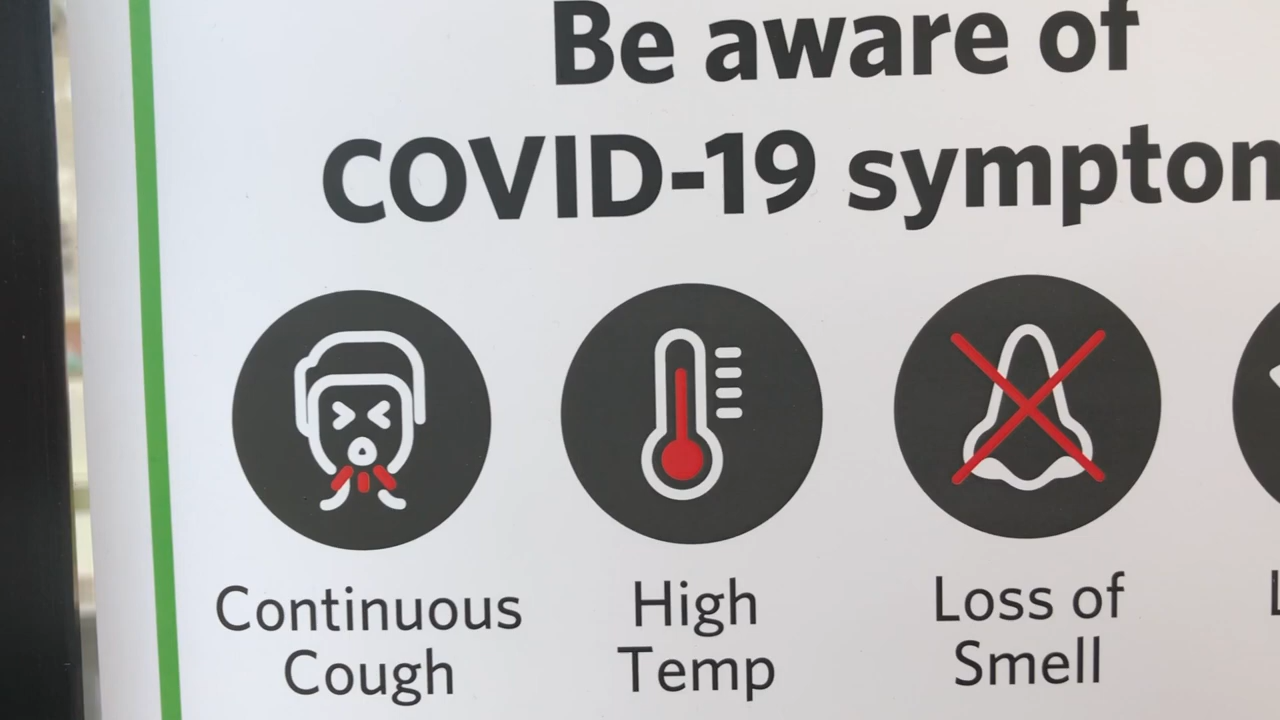 Be aware of
COVID-19 sympton
Continuous
Cough
High
Temp
Loss of
Smell